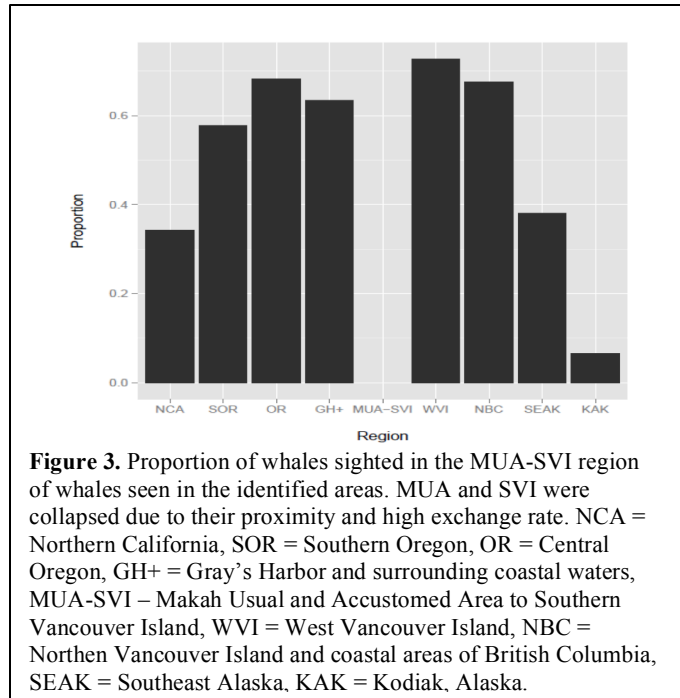 0.6
0.4
0.2
0.0
Proportion
NCA SOR OR GH+ MUA-SVI WVI NBC SEAK KAK
Region
Figure 3. Proportion of whales sighted in the MUA-SVI region
of whales seen in the identified areas. MUA and SVI were
collapsed due to their proximity and high exchange rate. NCA =
Northern California, SOR = Southern Oregon, OR = Central
Oregon, GH+ = Gray’s Harbor and surrounding coastal waters,
MUA-SVI – Makah Usual and Accustomed Area to Southern
Vancouver Island, WVI = West Vancouver Island, NBC =
Northen Vancouver Island and coastal areas of British Columbia,
SEAK = Southeast Alaska, KAK = Kodiak, Alaska.